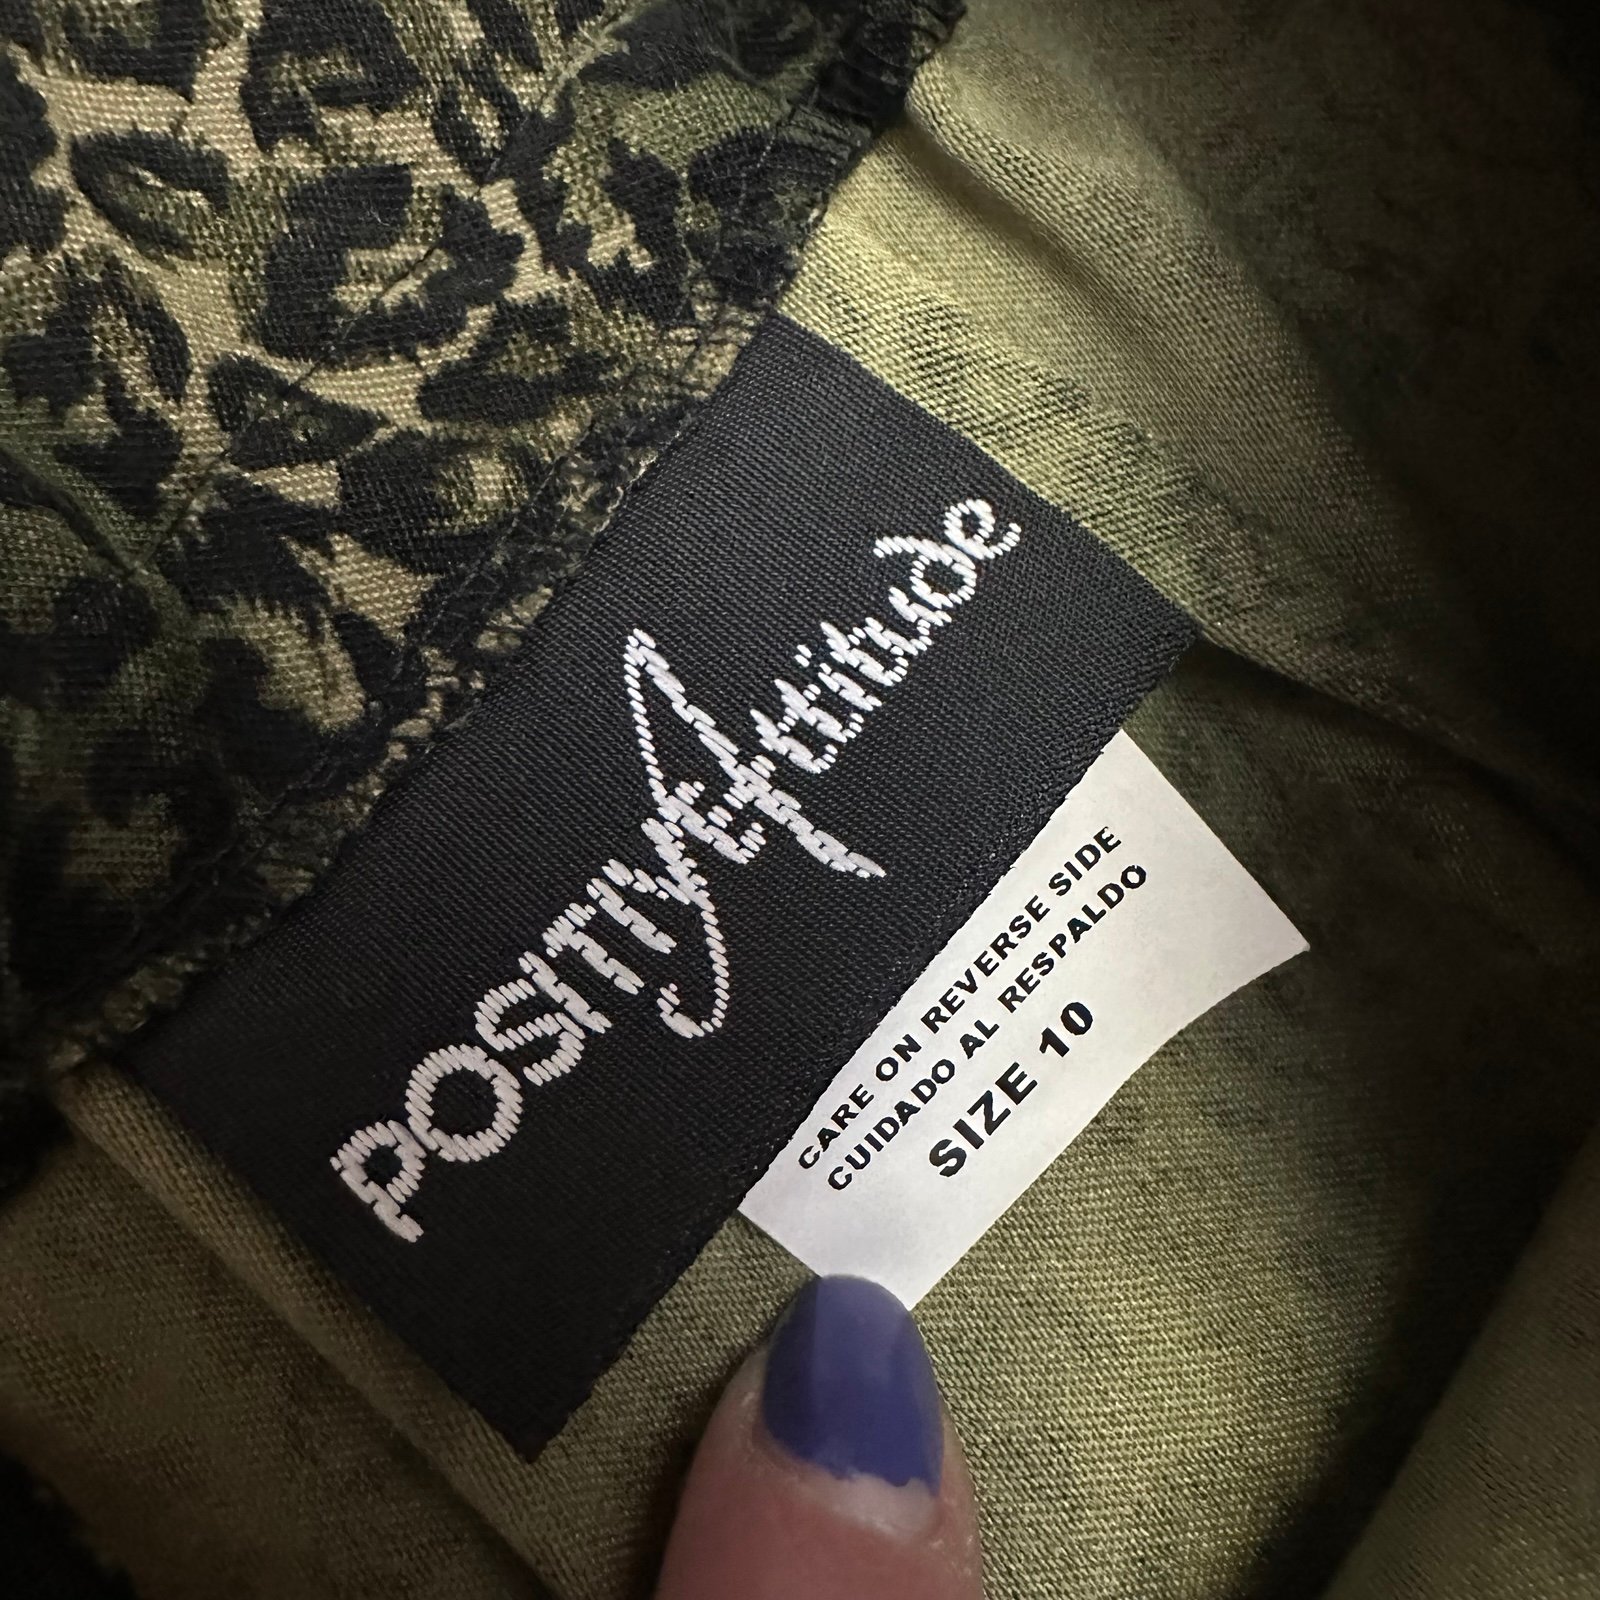 POSITIVE Attitude
CARE ON REVERSE SIDE
CUIDADO AL RESPALDO
SIZE 10